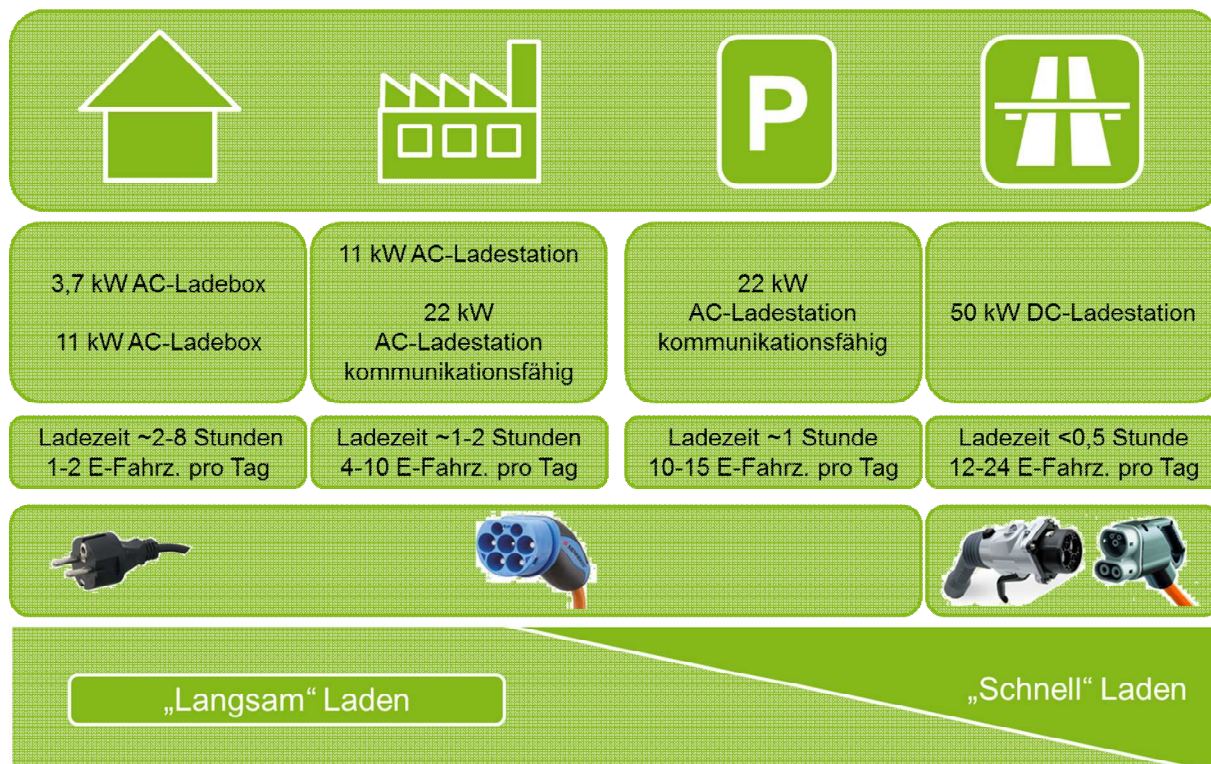 P
3,7 kW AC-Ladebox
11 kW AC-Ladebox
11 kW AC-Ladestation
22 kW
AC-Ladestation
kommunikationsfähig
22 kW
AC-Ladestation
kommunikationsfähig
50 kW DC-Ladestation
Ladezeit ~2-8 Stunden
1-2 E-Fahrz. pro Tag
Ladezeit ~1-2 Stunden
4-10 E-Fahrz. pro Tag
Ladezeit ~1 Stunde
10-15 E-Fahrz. pro Tag
Ladezeit <0,5 Stunde
12-24 E-Fahrz. pro Tag
„Langsam“ Laden
„Schnell“ Laden